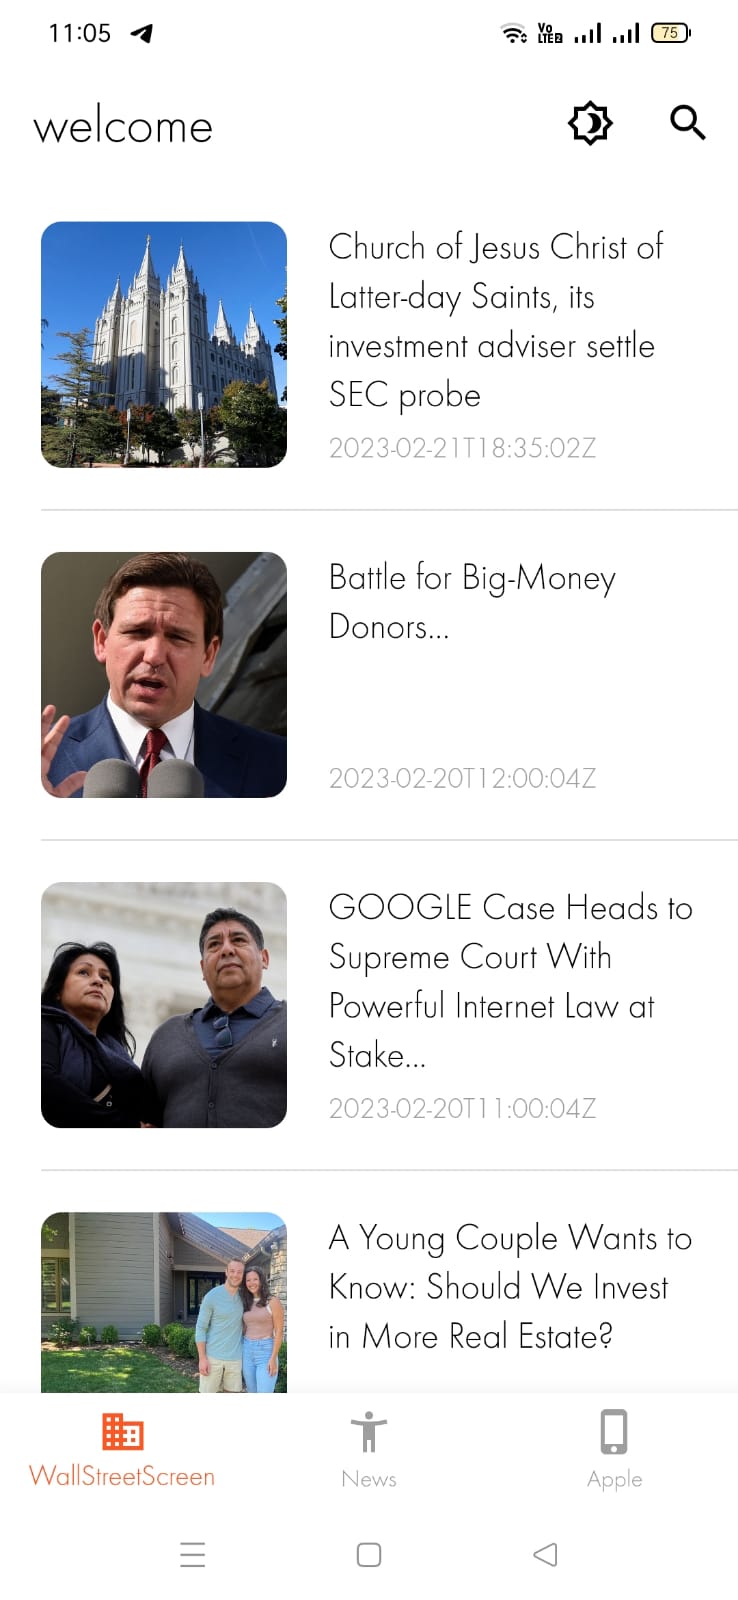 11:05
Vo
LTE2
75
welcome
Church of Jesus Christ of
Latter-day Saints, its
investment adviser settle
SEC probe
2023-02-21T18:35:02Z
Battle for Big-Money
Donors...
2023-02-20T12:00:04Z
GOOGLE Case Heads to
Supreme Court With
Powerful Internet Law at
Stake...
2023-02-20T11:00:04Z
A Young Couple Wants to
Know: Should We Invest
in More Real Estate?
WallStreetScreen
News
Apple